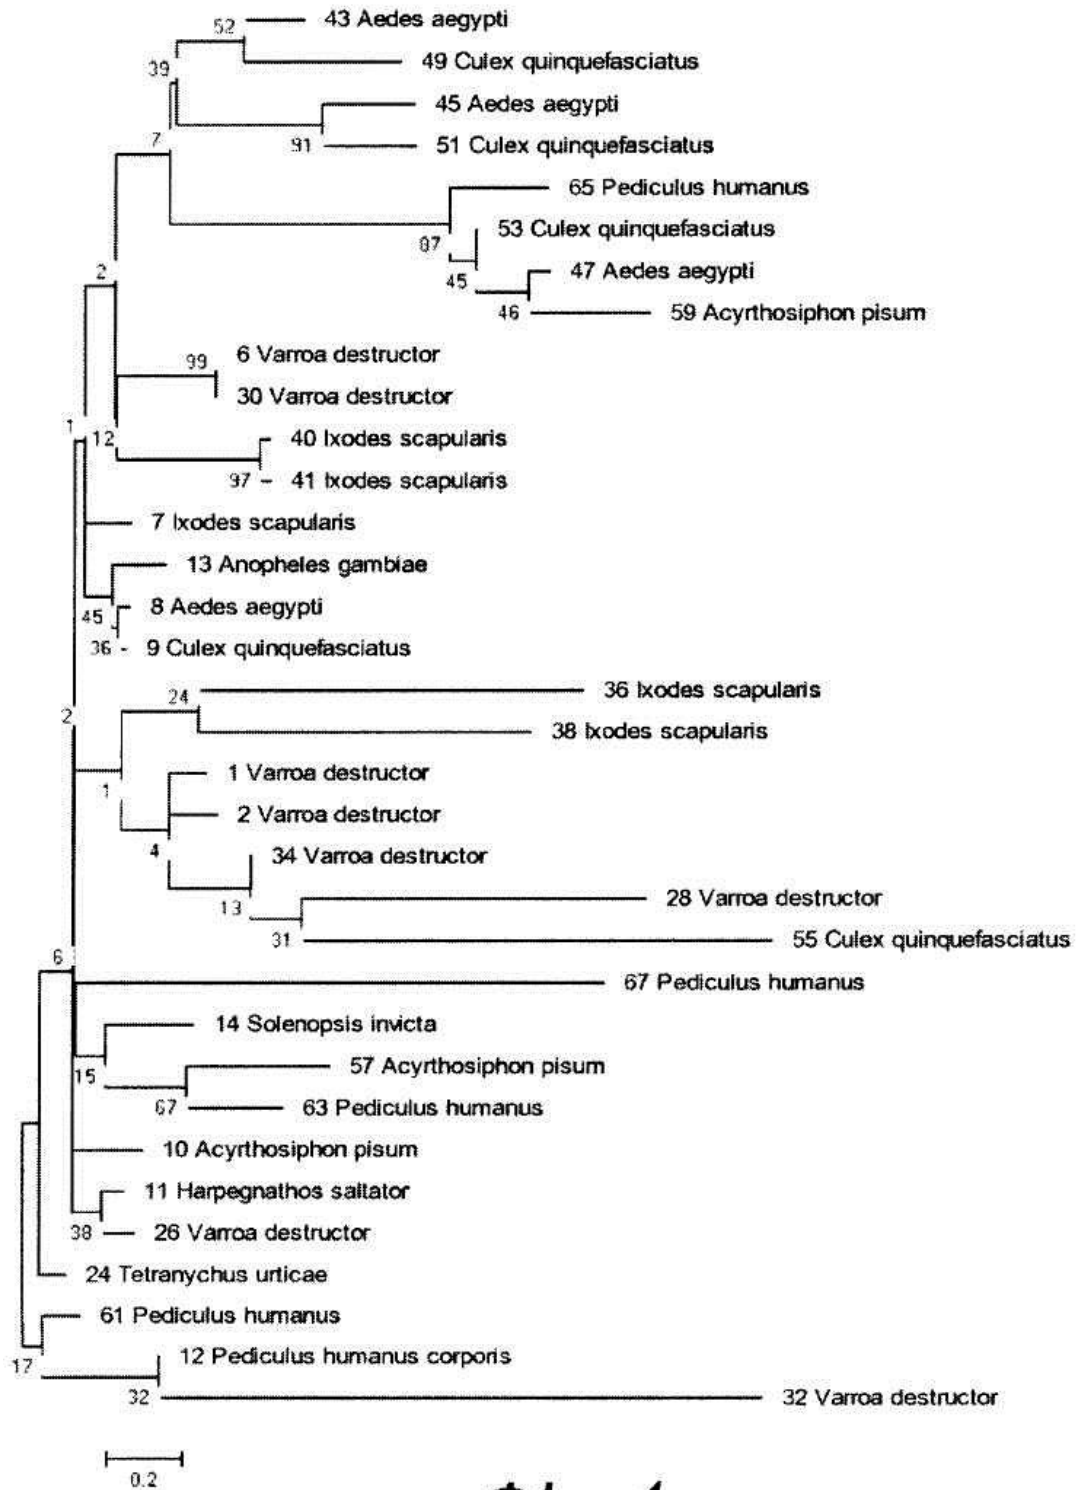 52
43 Aedes aegypti
49 Culex quinquefasciatus
39
45 Aedes aegypti
91
51 Culex quinquefasciatus
7
65 Pediculus humanus
87
53 Culex quinquefasciatus
45
47 Aedes aegypti
46
59 Acyrthosiphon pisum
2
99
6 Varroa destructor
30 Varroa destructor
1
12
40 Ixodes scapularis
97
41 Ixodes scapularis
7 Ixodes scapularis
13 Anopheles gambiae
45
8 Aedes aegypti
36
9 Culex quinquefasciatus
24
36 Ixodes scapularis
2
38 Ixodes scapularis
1
1 Varroa destructor
2 Varroa destructor
4
34 Varroa destructor
13
28 Varroa destructor
31
55 Culex quinquefasciatus
6
67 Pediculus humanus
14 Solenopsis invicta
15
57 Acyrthosiphon pisum
67
63 Pediculus humanus
10 Acyrthosiphon pisum
11 Harpegnathos saltator
38
26 Varroa destructor
24 Tetranychus urticae
61 Pediculus humanus
17
12 Pediculus humanus corporis
32
32 Varroa destructor
0.2